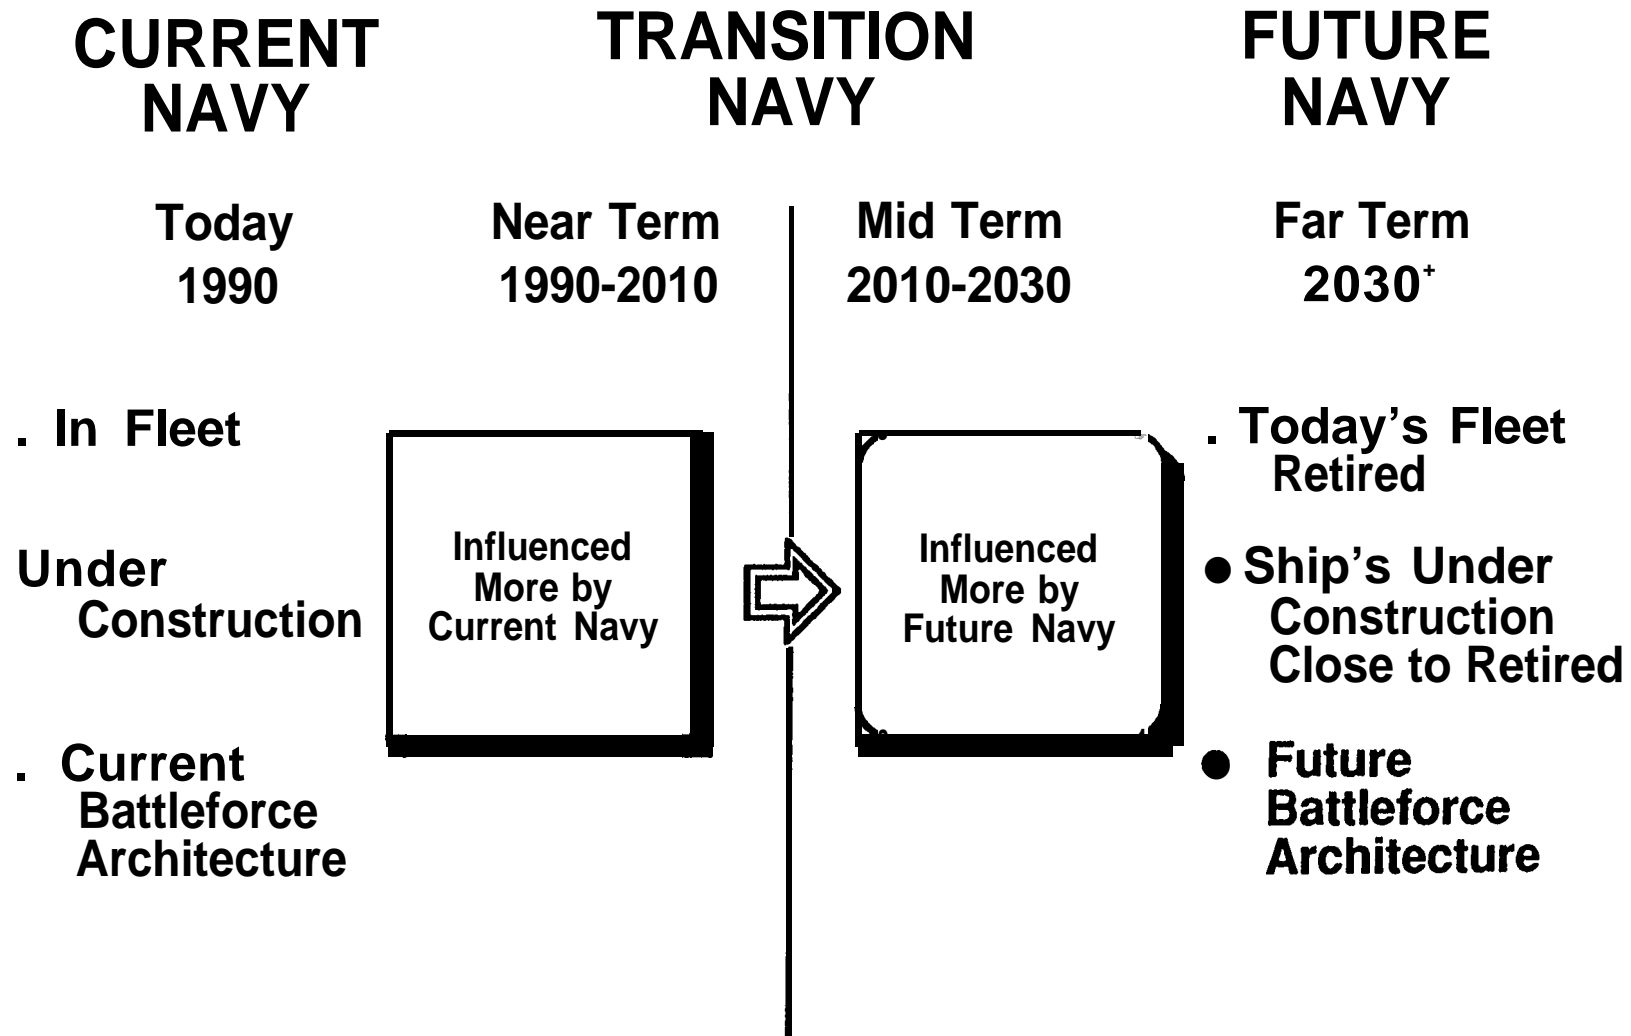 CURRENT
NAVY
TRANSITION
NAVY
FUTURE
NAVY
Today
1990
Near Term
1990-2010
Mid Term
2010-2030
Far Term
2030+
. In Fleet
Under
Construction
. Current
Battleforce
Architecture
Influenced
More by
Current Navy
Influenced
More by
Future Navy
. Today's Fleet
Retired
● Ship's Under
Construction
Close to Retired
● Future
Battleforce
Architecture